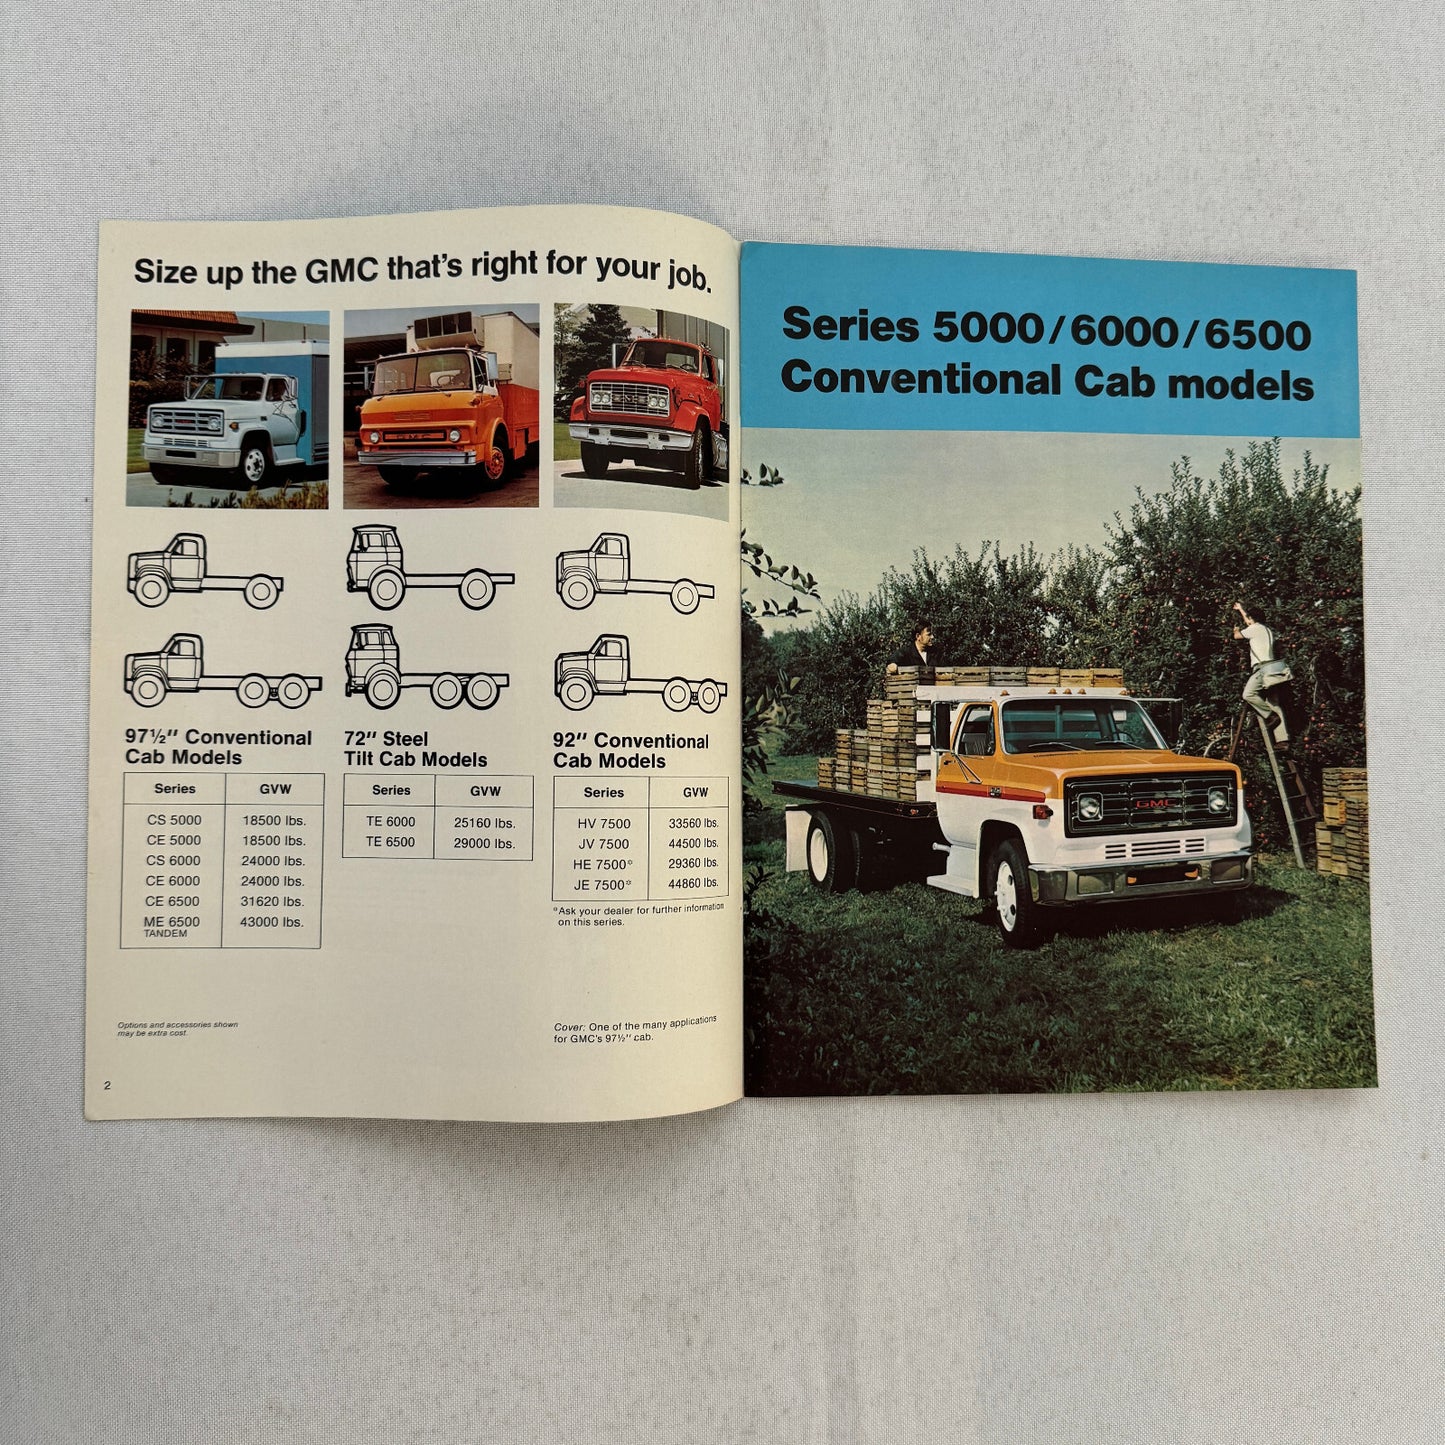 Size up the GMC that's right for your job.
GMC
97½" Conventional
Cab Models
Series GVW
CS 5000 18500 lbs.
CE 5000 18500 lbs.
CS 6000 24000 lbs.
CE 6000 24000 lbs.
CE 6500 31620 lbs.
ME 6500 43000 lbs.
TANDEM
72" Steel
Tilt Cab Models
Series GVW
TE 6000 25160 lbs.
TE 6500 29000 lbs.
92" Conventional
Cab Models
Series GVW
HV 7500 33560 lbs.
JV 7500 44500 lbs.
HE 7500* 29360 lbs.
JE 7500* 44860 lbs.
*Ask your dealer for further information
on this series.
Options and accessories shown
may be extra cost.
Cover: One of the many applications
for GMC's 97½" cab.
2
Series 5000/6000/6500
Conventional Cab models
GMC